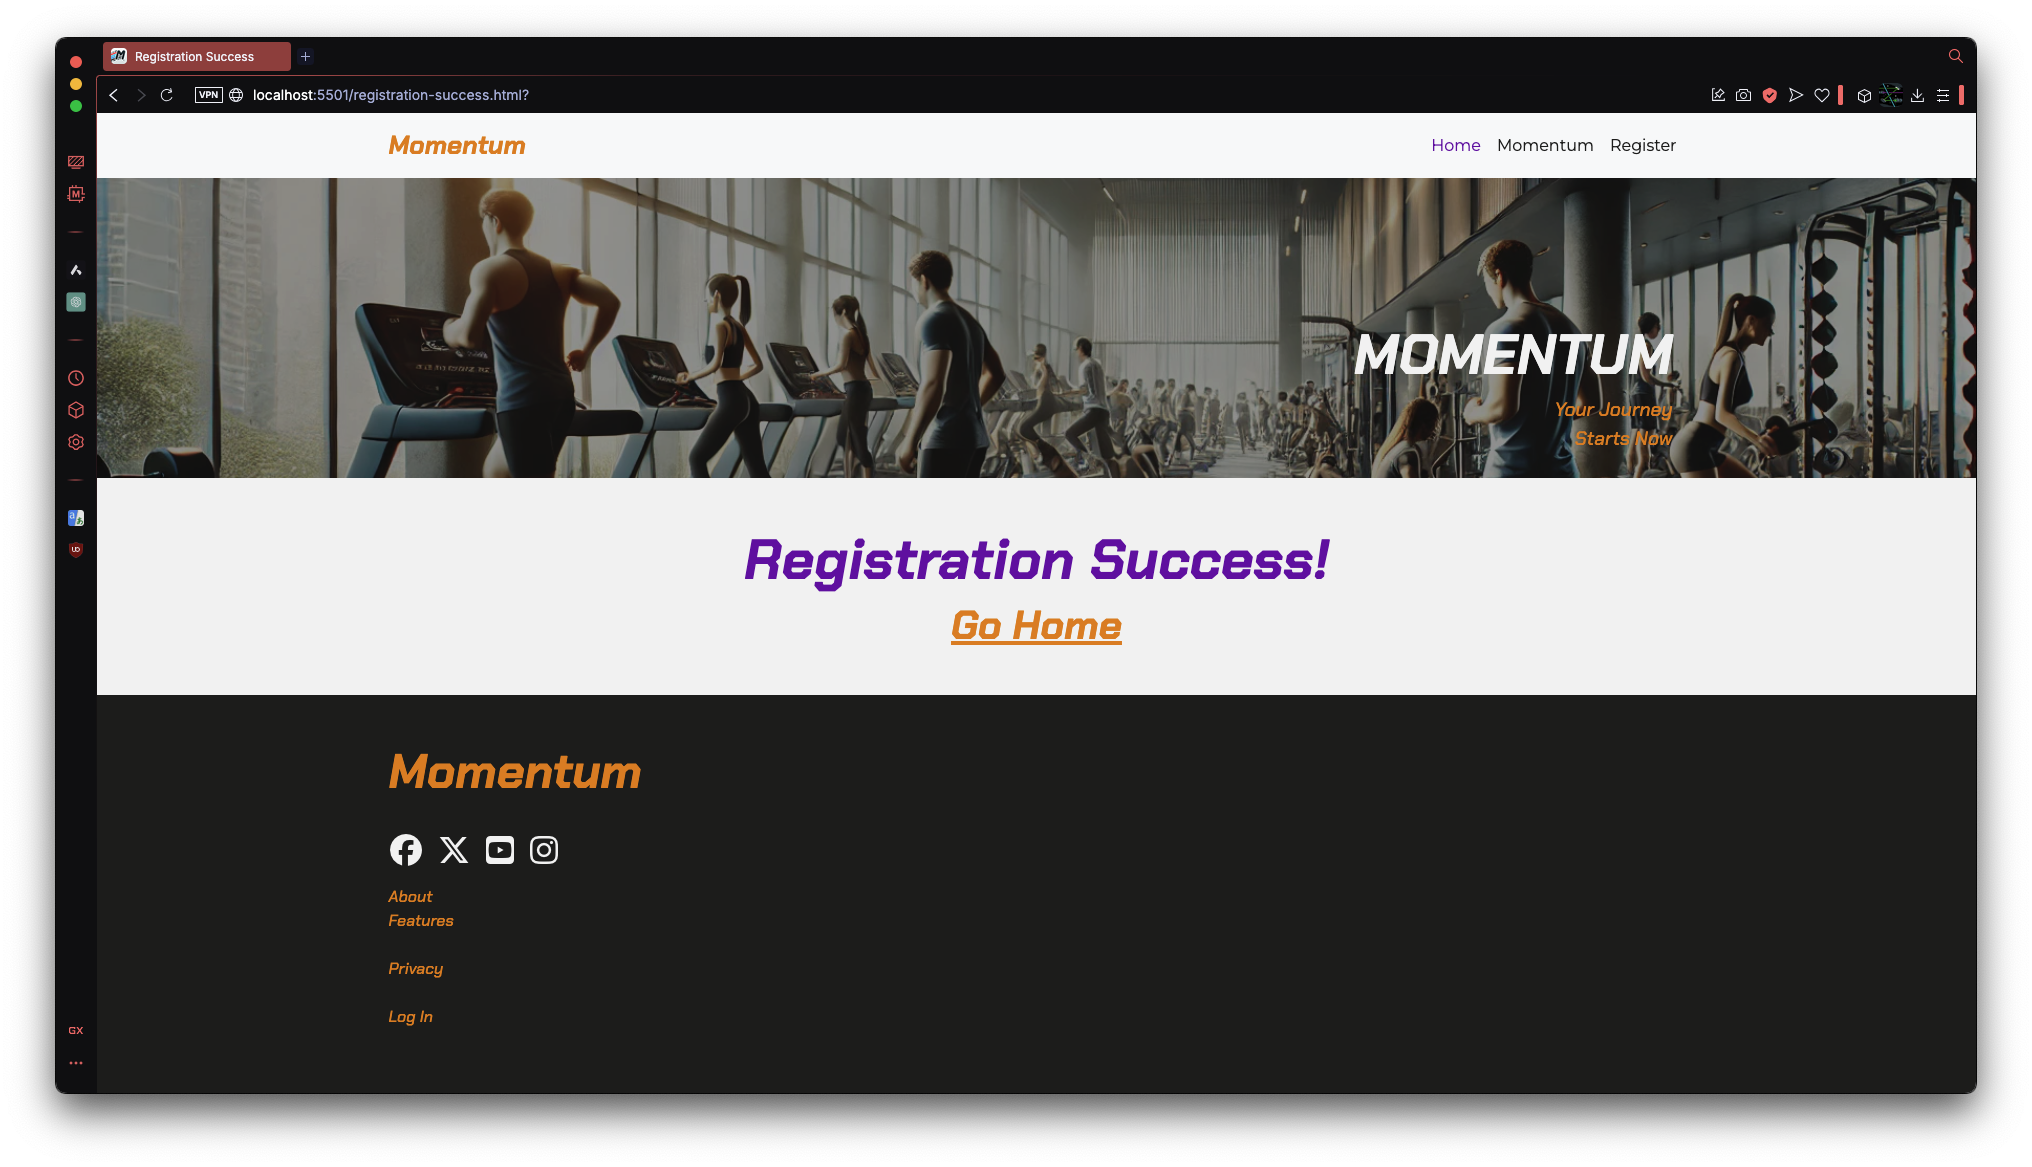 Registration Success
VPN
localhost:5501/registration-success.html?
Momentum
Home Momentum Register
MOMENTUM
Your Journey
Starts Now
Registration Success!
Go Home
Momentum
About
Features
Privacy
Log In
GX